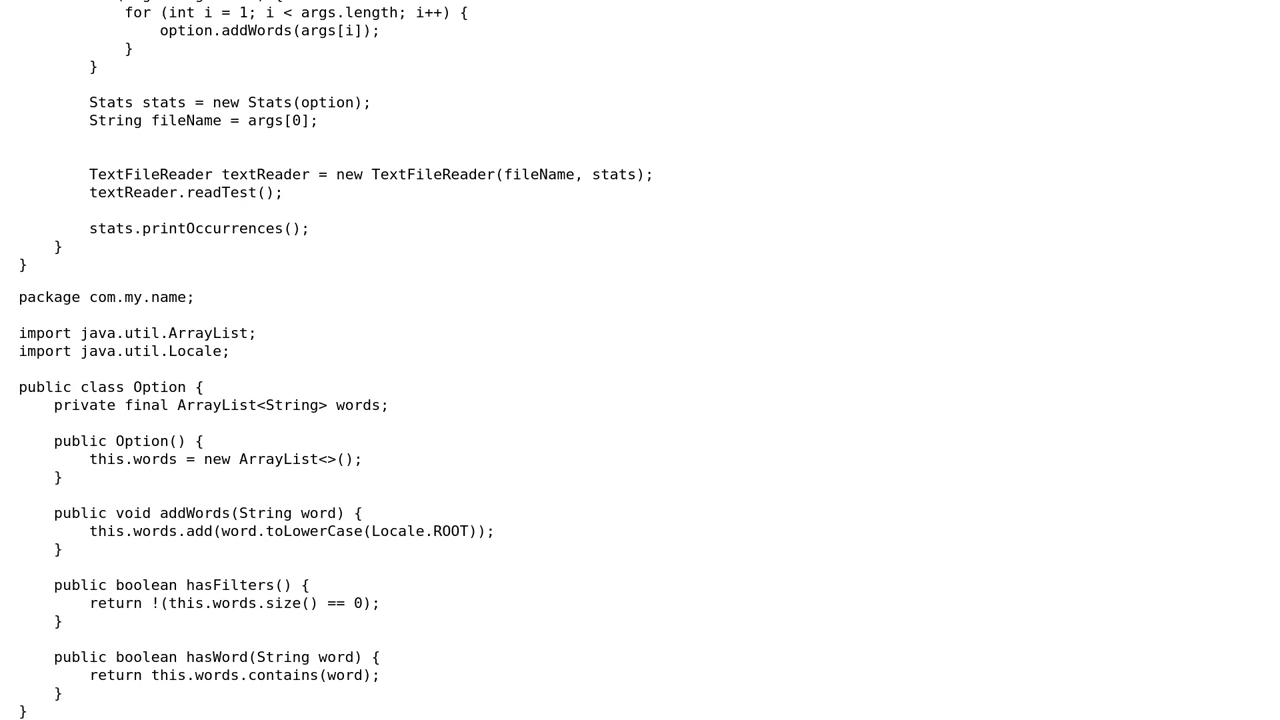 for (int i = 1; i < args.length; i++) {
option.addWords(args[i]);
}
}
Stats stats = new Stats(option);
String fileName = args[0];
TextFileReader textReader = new TextFileReader(fileName, stats);
textReader.readTest();
stats.printOccurrences();
}
}
package com.my.name;
import java.util.ArrayList;
import java.util.Locale;
public class Option {
private final ArrayList<String> words;
public Option() {
this.words = new ArrayList<>();
}
public void addWords(String word) {
this.words.add(word.toLowerCase(Locale.ROOT));
}
public boolean hasFilters() {
return !(this.words.size() == 0);
}
public boolean hasWord(String word) {
return this.words.contains(word);
}
}